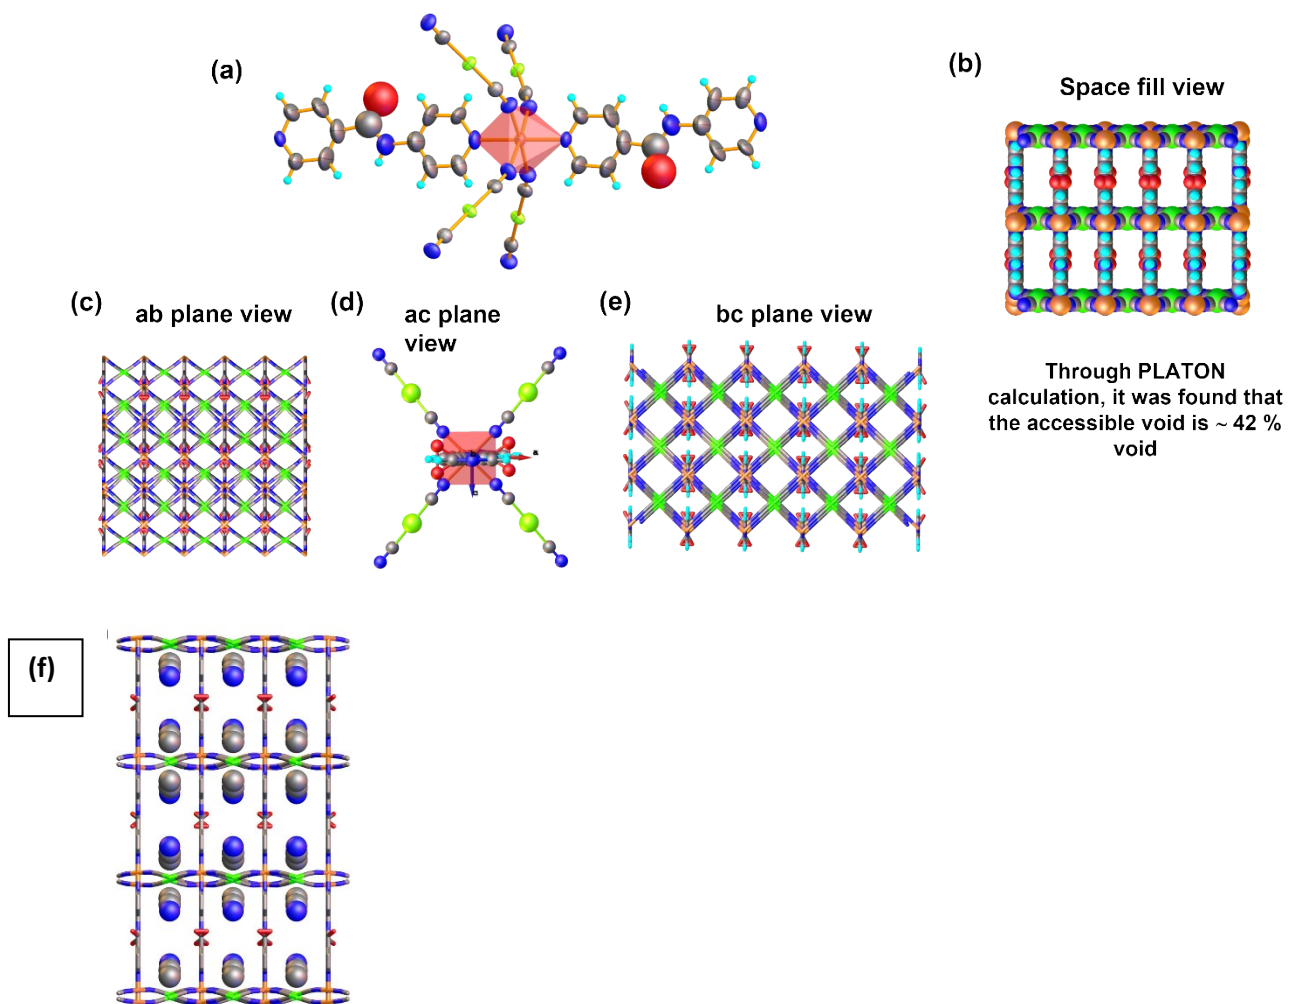 (a)
(b)
Space fill view
(c)
ab plane view
(d)
ac plane
view
(e)
bc plane view
Through PLATON
calculation, it was found that
the accessible void is ~ 42 %
void
(f)